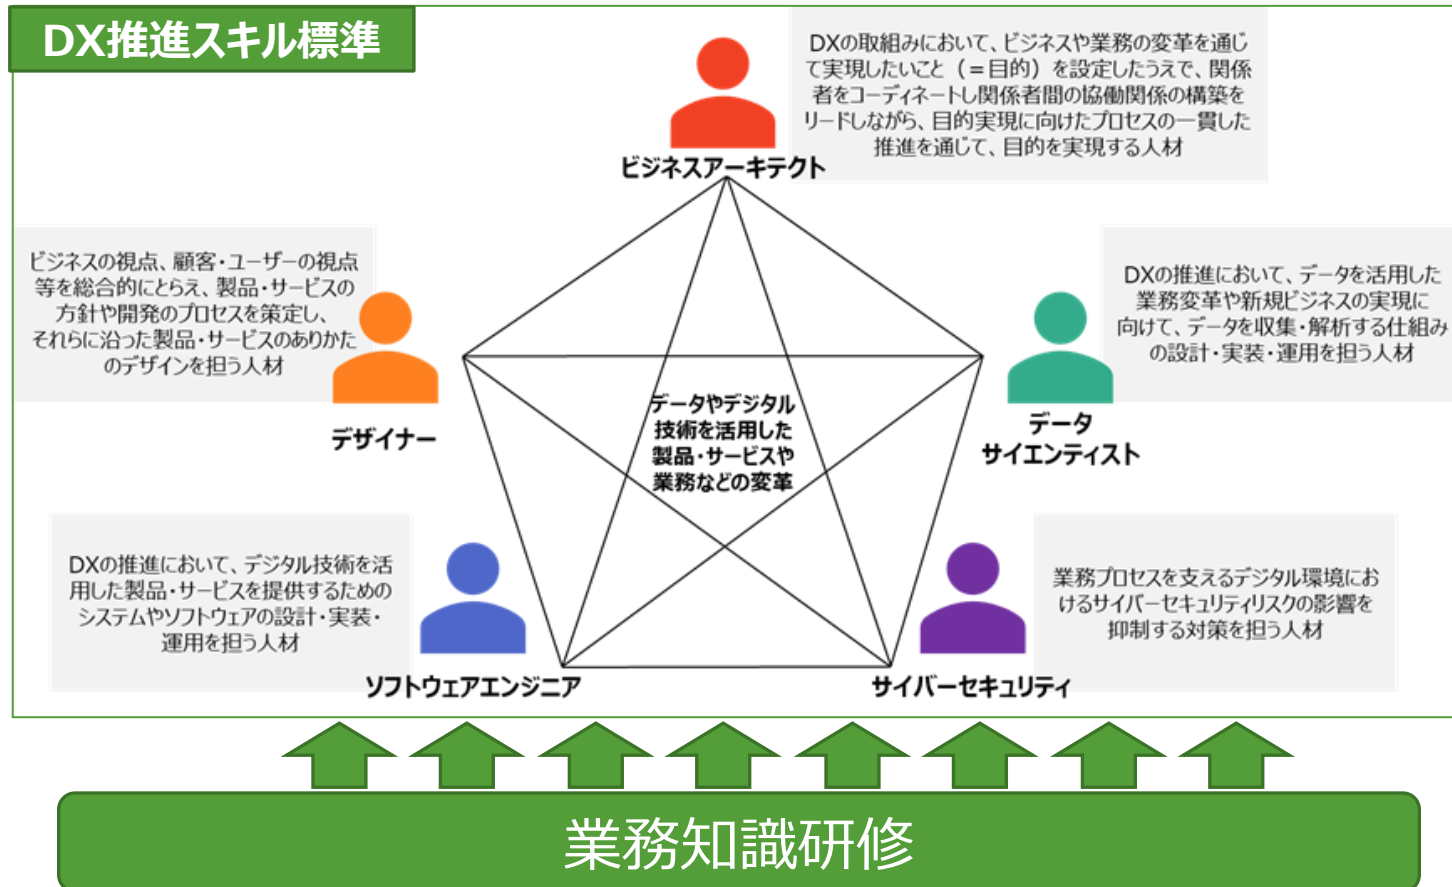 DX推進スキル標準
DXの取組みにおいて、ビジネスや業務の変革を通じ
て実現したいこと（＝目的）を設定したうえで、関係
者をコーディネートし関係者間の協働関係の構築を
リードしながら、目的実現に向けたプロセスの一貫した
推進を通じて、目的を実現する人材
ビジネスアーキテクト
ビジネスの視点、顧客・ユーザーの視点
等を総合的にとらえ、製品・サービスの
方針や開発のプロセスを策定し、
それらに沿った製品・サービスのありかた
のデザインを担う人材
デザイナー
DXの推進において、データを活用した
業務変革や新規ビジネスの実現に
向けて、データを収集・解析する仕組み
の設計・実装・運用を担う人材
データ
サイエンティスト
データやデジタル
技術を活用した
製品・サービスや
業務などの変革
DXの推進において、デジタル技術を活
用した製品・サービスを提供するための
システムやソフトウェアの設計・実装・
運用を担う人材
ソフトウェアエンジニア
業務プロセスを支えるデジタル環境にお
けるサイバーセキュリティリスクの影響を
抑制する対策を担う人材
サイバーセキュリティ
業務知識研修